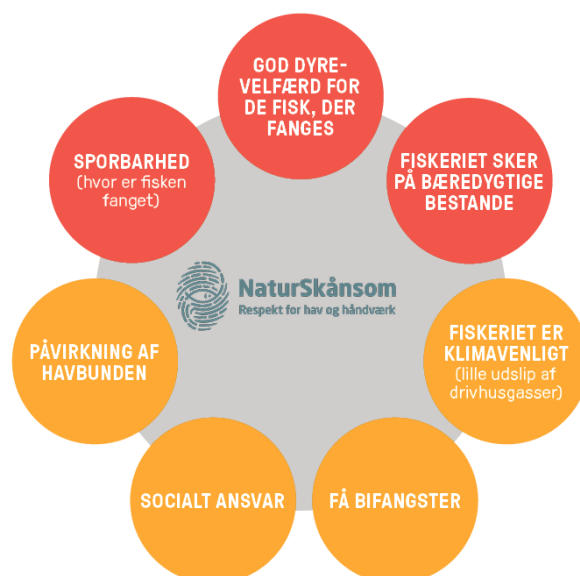 GOD DYRE-
VELFÆRD FOR
DE FISK, DER
FANGES
SPORBARHED
(hvor er fisken
fanget)
FISKERIET SKER
PÅ BÆREDYGTIGE
BESTANDE
NaturSkånsom
Respekt for hav og håndværk
PÅVIRKNING AF
HAVBUNDEN
FISKERIET ER
KLIMAVENLIGT
(lille udslip af
drivhusgasser)
SOCIALT ANSVAR
FÅ BIFANGSTER